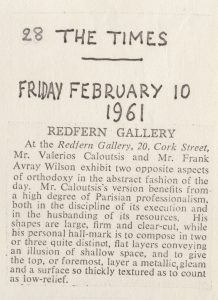 28 THE TIMES
FRIDAY FEBRUARY 10
1961
REDFERN GALLERY
At the Redfern Gallery, 20, Cork Street,
Mr. Valerios Caloutsis and Mr. Frank
Avray Wilson exhibit two opposite aspects
of orthodoxy in the abstract fashion of the
day. Mr. Caloutsis's version benefits from
a high degree of Parisian professionalism,
both in the discipline of its execution and
in the husbanding of its resources. His
shapes are large, firm and clear-cut, while
his personal hall-mark is to compose in two
or three quite distinct, flat layers conveying
an illusion of shallow space, and to give
the top, or foremost, layer a metallic gleam
and a surface so thickly textured as to count
as low-relief.